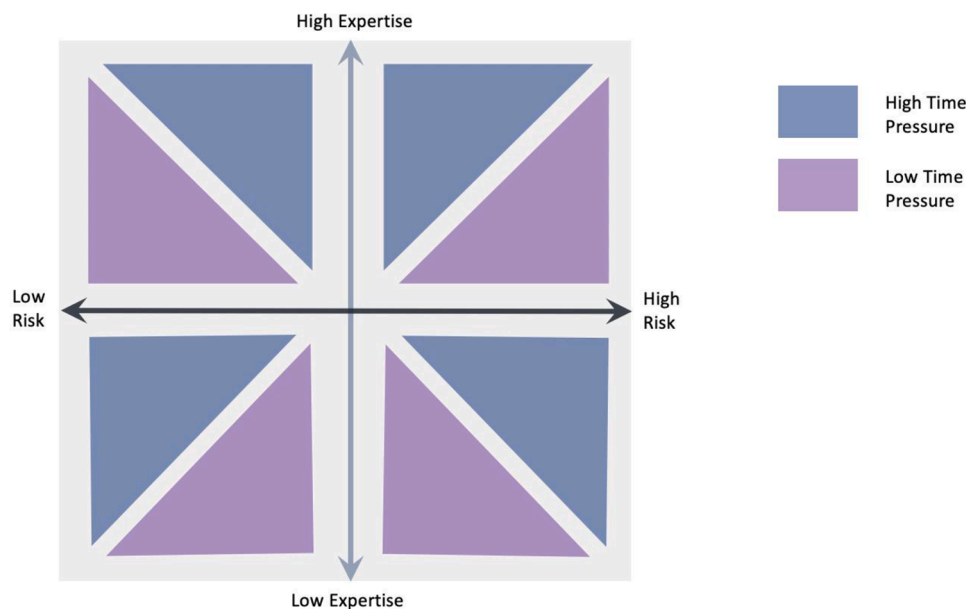 High Expertise
High Time
Pressure
Low Time
Pressure
Low
Risk
High
Risk
Low Expertise